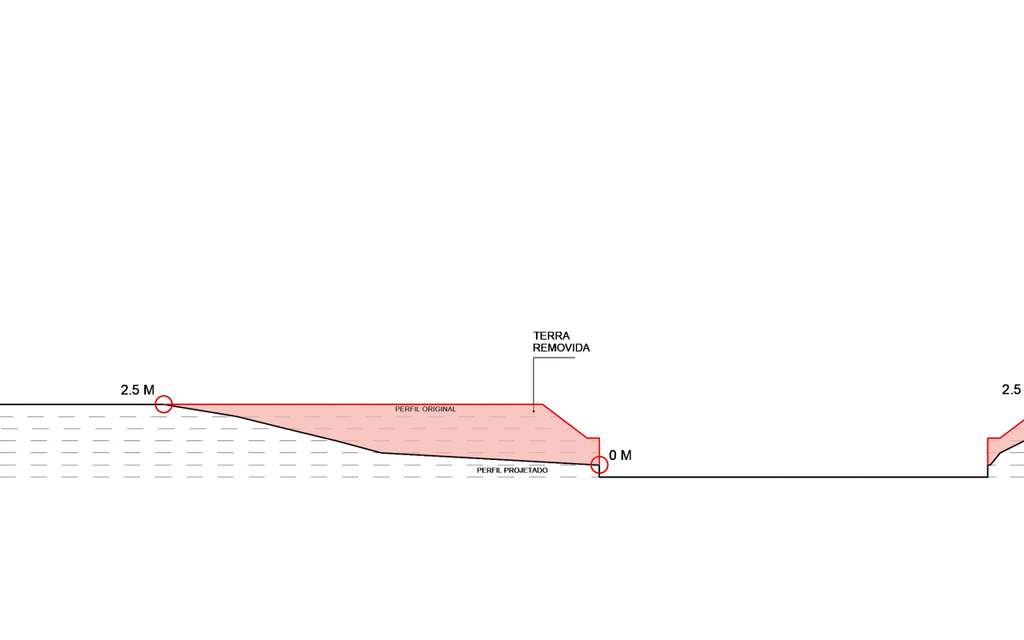 TERRA
REMOVIDA
2.5 M
2.5
PERFIL ORIGINAL
0 M
PERFIL PROJETADO